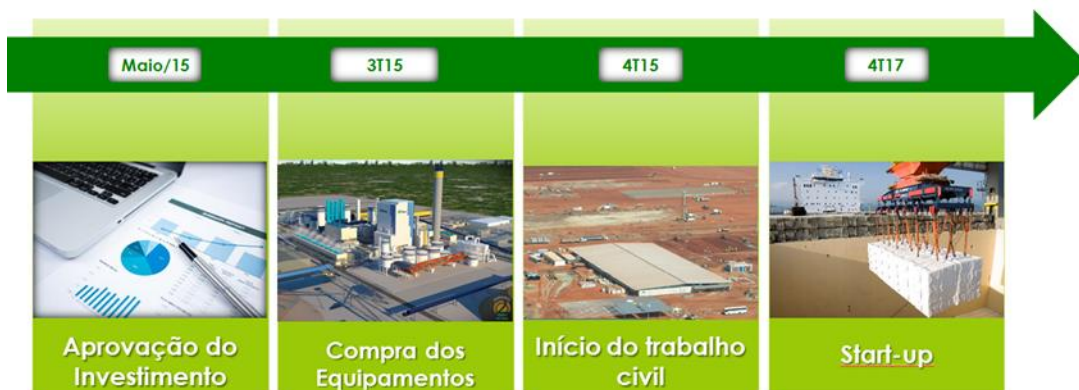 Maio/15
3T15
4T15
4T17
Aprovação do
Investimento
Compra dos
Equipamentos
Início do trabalho
civil
Start-up